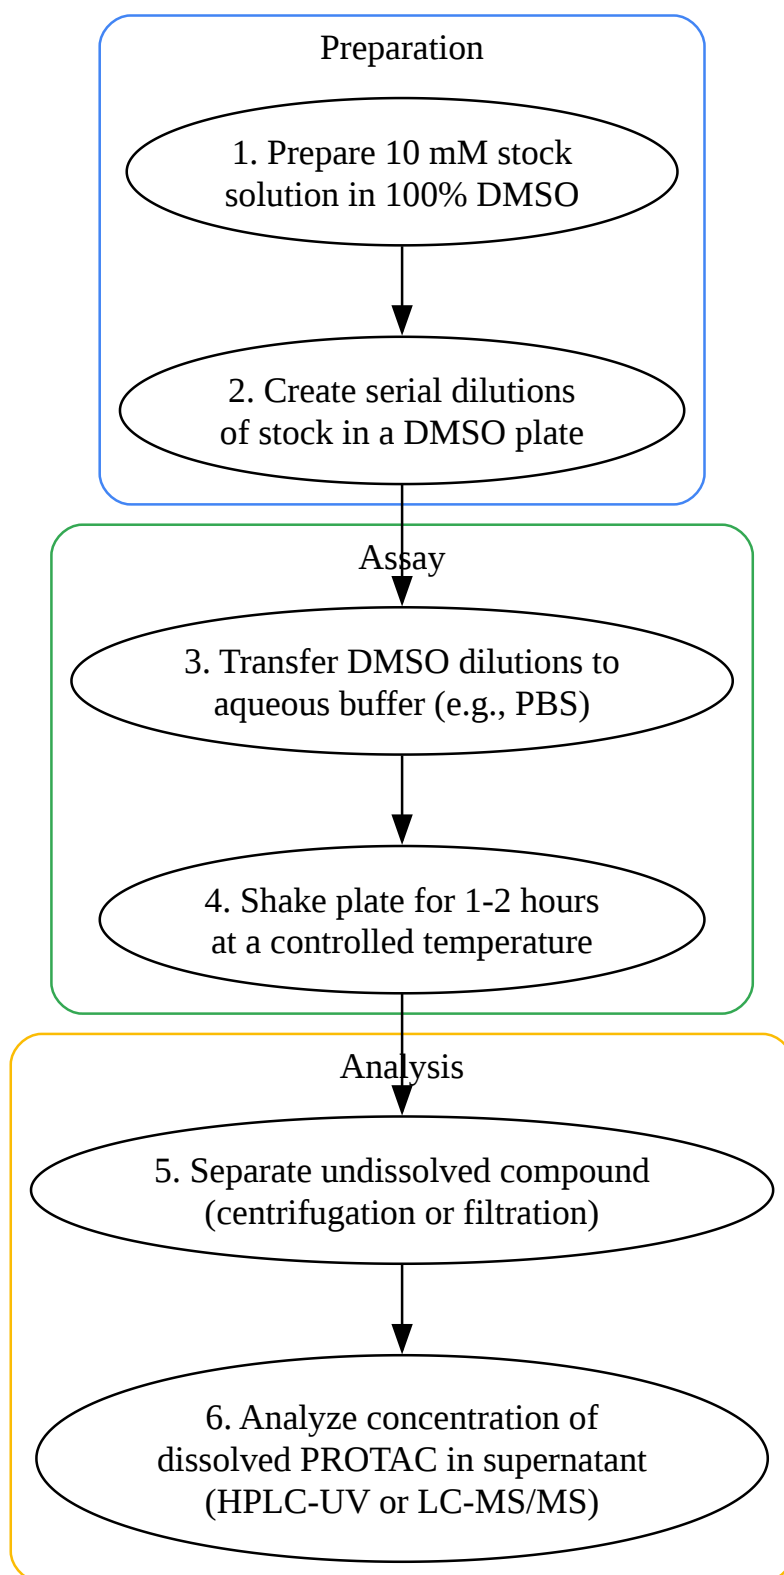 Preparation
1. Prepare 10 mM stock
solution in 100% DMSO
2. Create serial dilutions
of stock in a DMSO plate
Assay
3. Transfer DMSO dilutions to
aqueous buffer (e.g., PBS)
4. Shake plate for 1-2 hours
at a controlled temperature
Analysis
5. Separate undissolved compound
(centrifugation or filtration)
6. Analyze concentration of
dissolved PROTAC in supernatant
(HPLC-UV or LC-MS/MS)